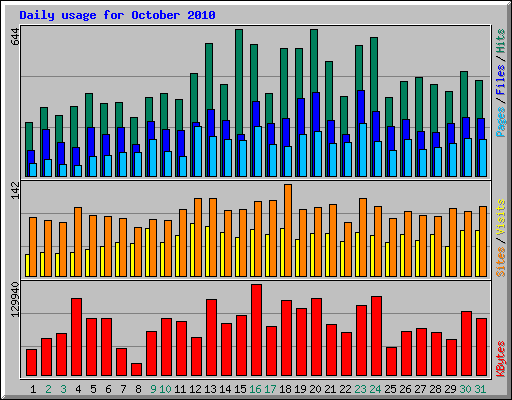 Daily usage for October 2010
644
Pages / Files / Hits
142
Sites / Visits
129940
KBytes
1 2 3 4 5 6 7 8 9 10 11 12 13 14 15 16 17 18 19 20 21 22 23 24 25 26 27 28 29 30 31